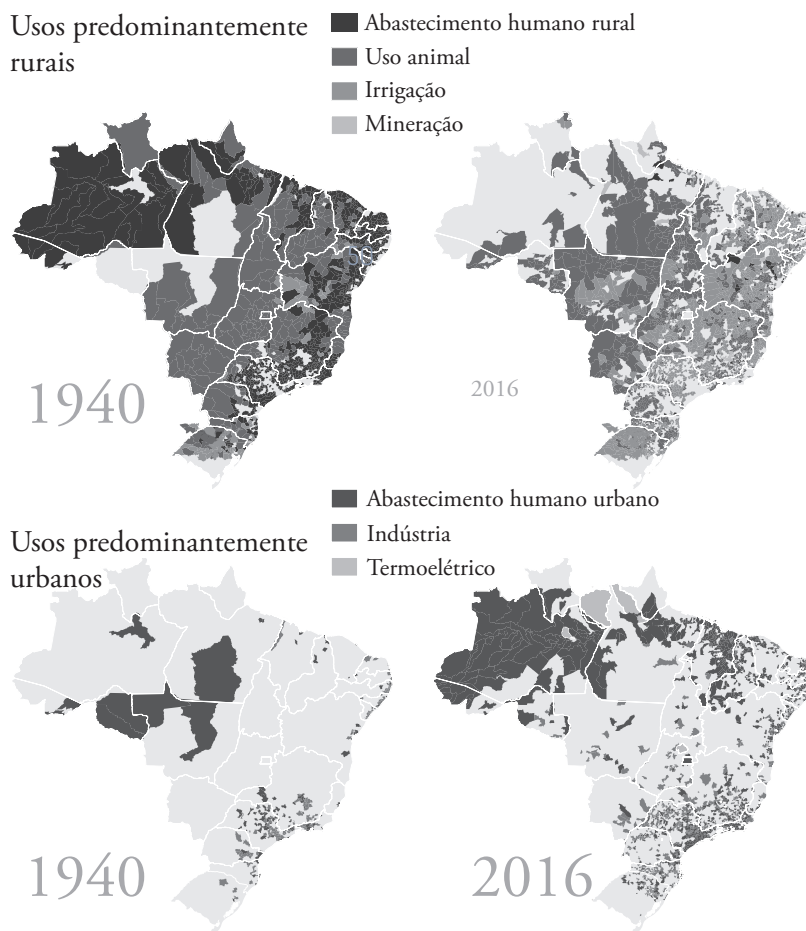 Usos predominantemente
rurais
Abastecimento humano rural
Uso animal
Irrigação
Mineração
1940
2016
Usos predominantemente
urbanos
Abastecimento humano urbano
Indústria
Termoelétrico
1940
2016